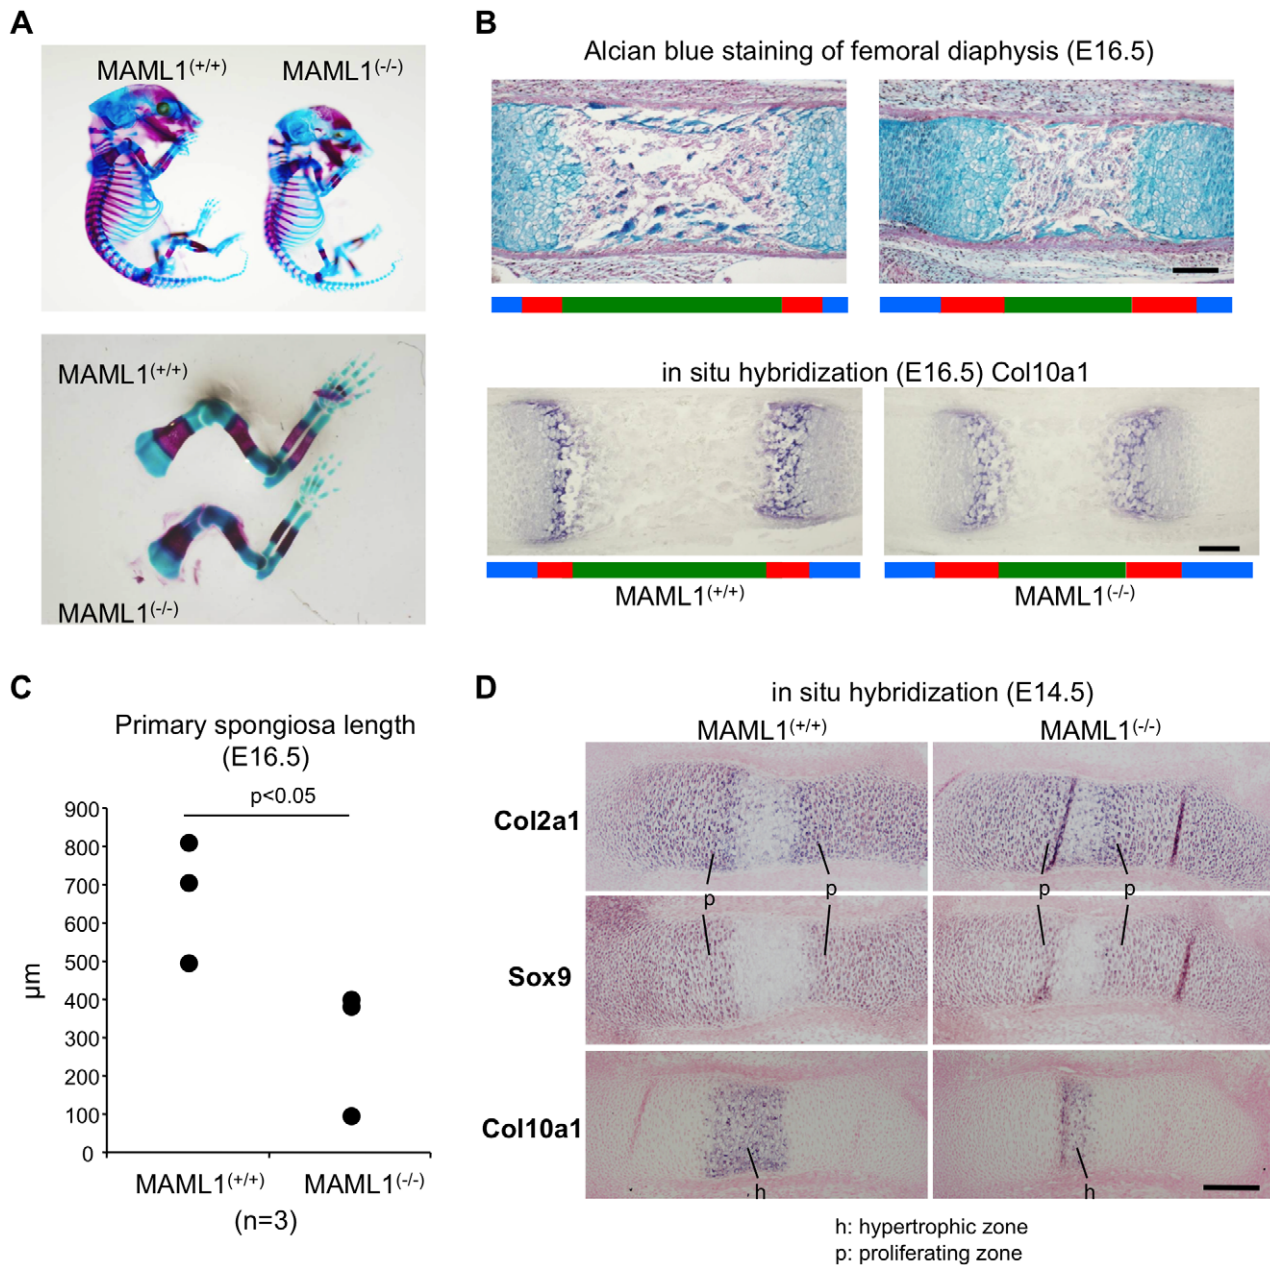 A
MAML1(+/+)
MAML1(-/-)
MAML1(+/+)
MAML1(-/-)
B
Alcian blue staining of femoral diaphysis (E16.5)
in situ hybridization (E16.5) Col10a1
MAML1(+/+)
MAML1(-/-)
C
Primary spongiosa length
(E16.5)
p<0.05
900
800
700
600
500
400
300
200
100
0
µm
MAML1(+/+)
MAML1(-/-)
(n=3)
D
in situ hybridization (E14.5)
MAML1(+/+)
MAML1(-/-)
Col2a1
p
p
p
p
Sox9
Col10a1
h
h
h: hypertrophic zone
p: proliferating zone